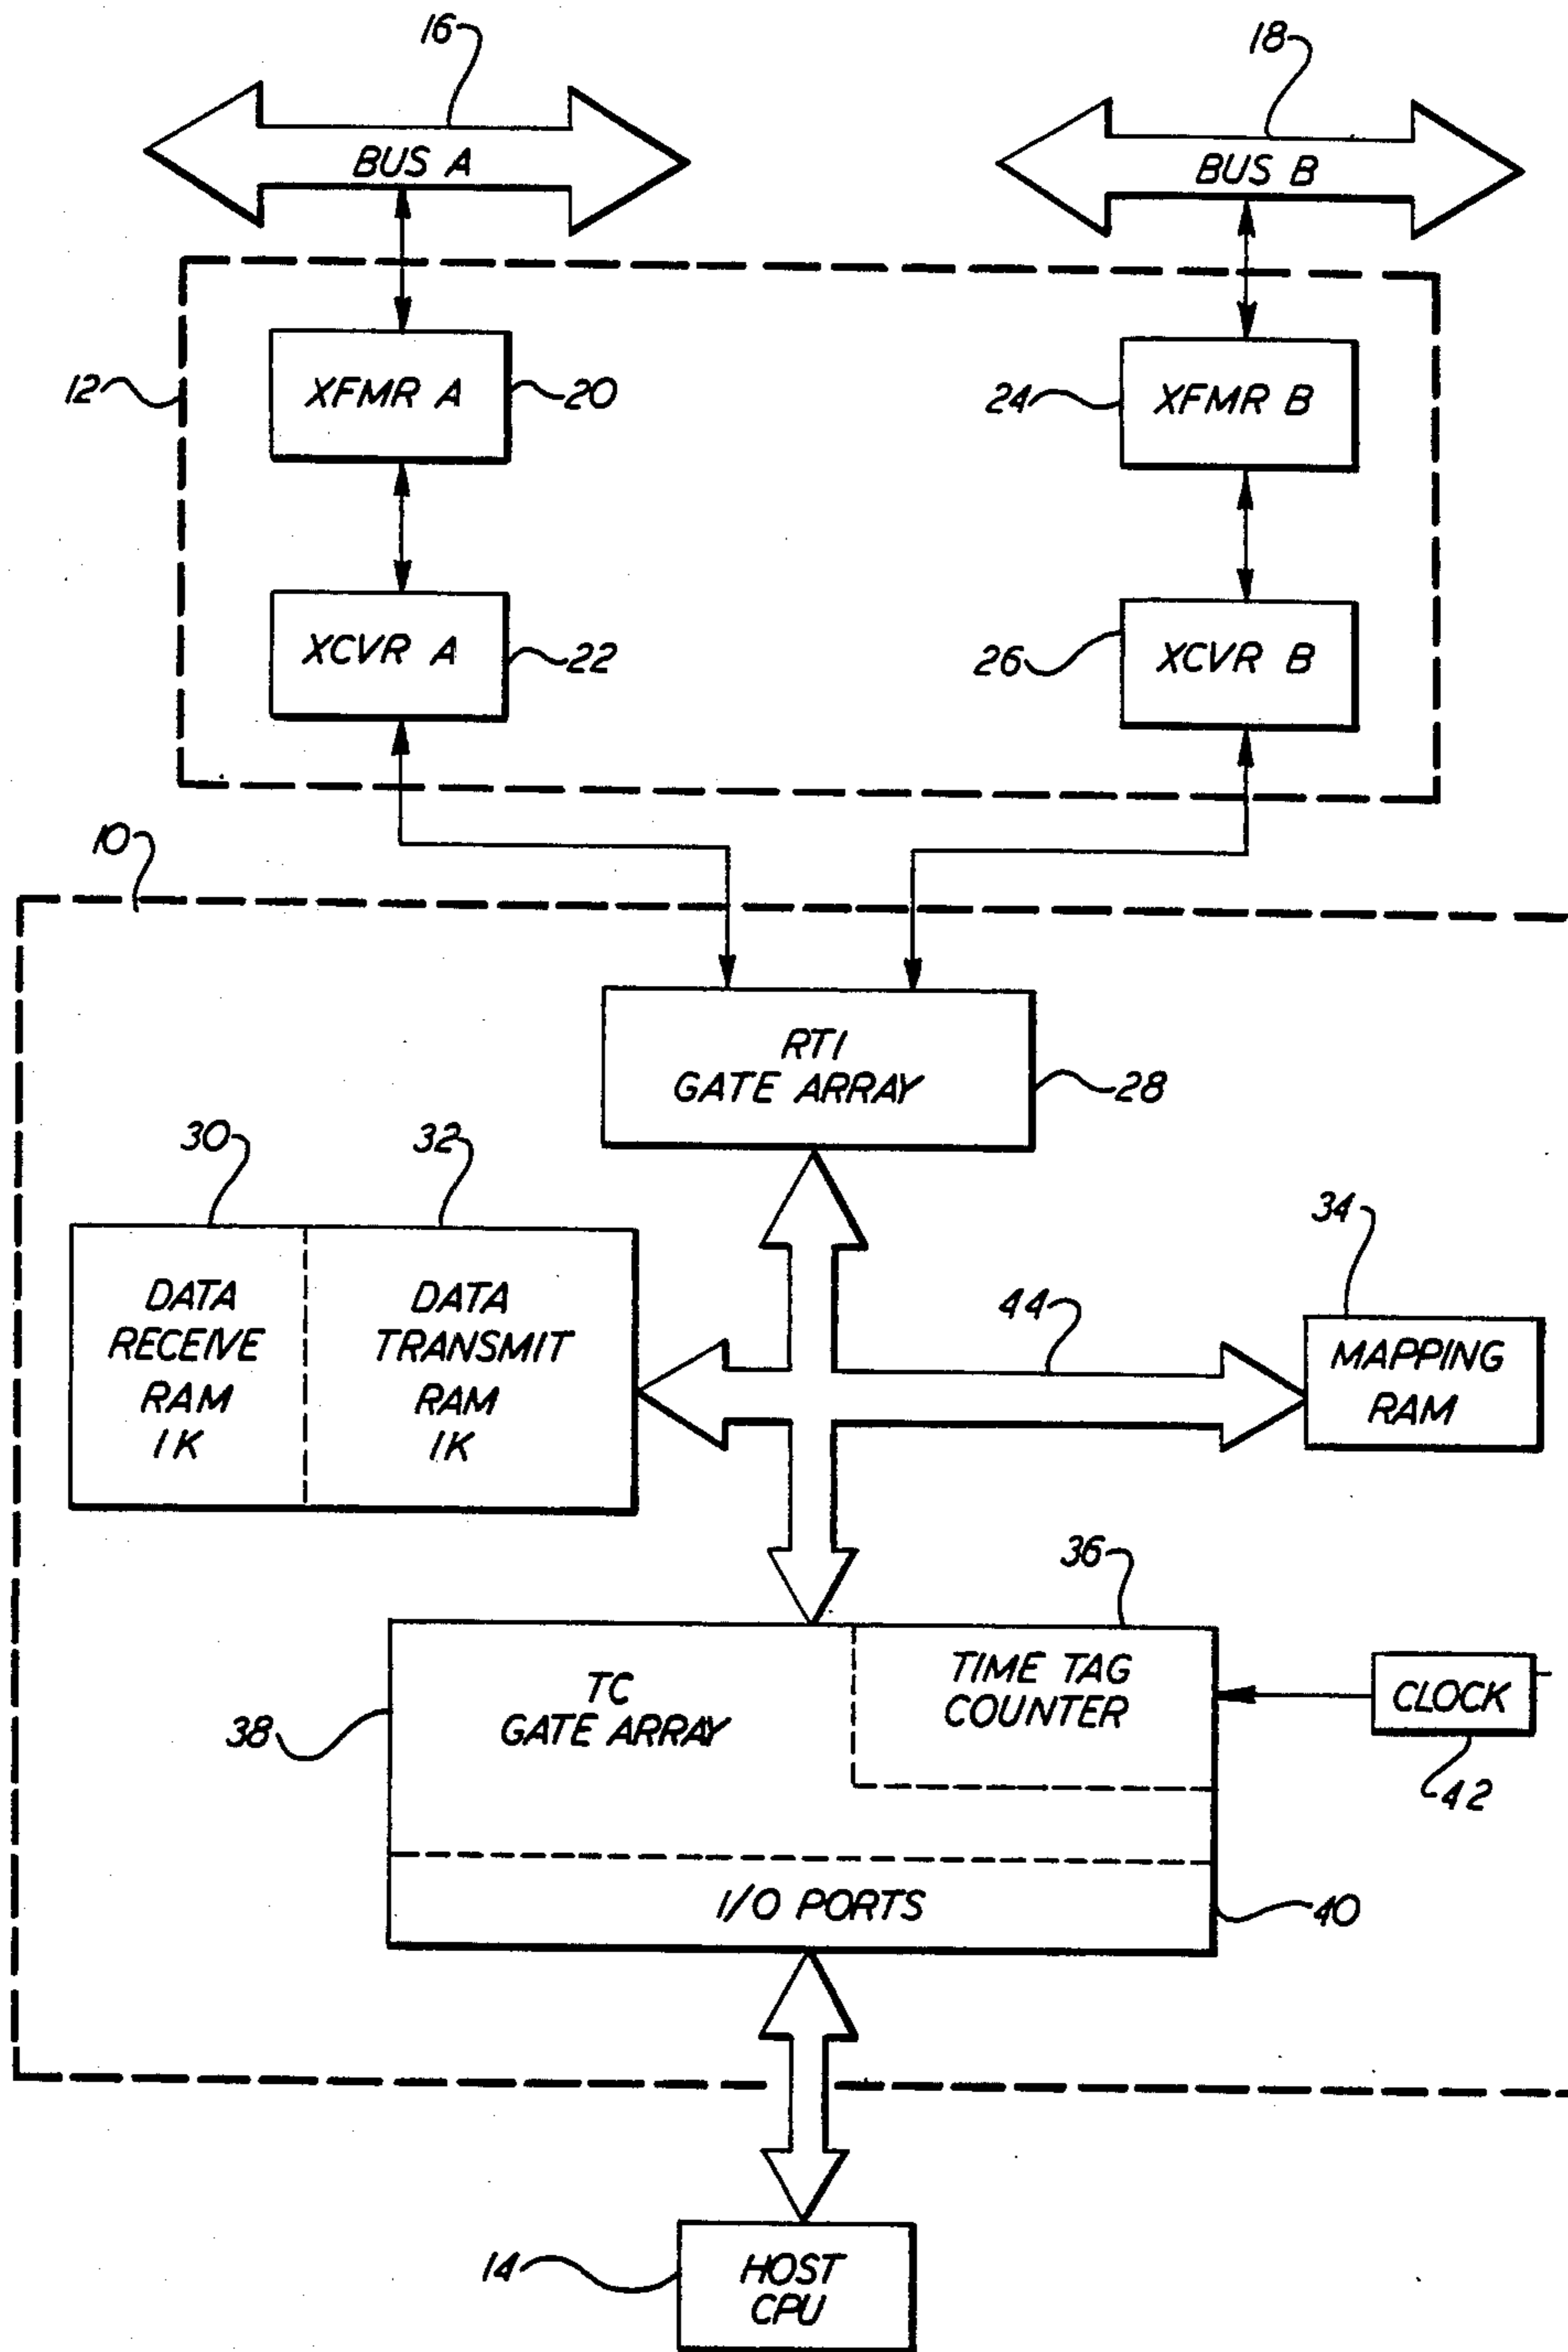 16
18
BUS A
BUS B
12
XFMR A
20
24
XFMR B
XCVR A
22
26
XCVR B
10
RTI
GATE ARRAY
28
30
32
34
DATA
RECEIVE
RAM
1K
DATA
TRANSMIT
RAM
1K
44
MAPPING
RAM
36
38
TC
GATE ARRAY
TIME TAG
COUNTER
CLOCK
42
I/O PORTS
40
14
HOST
CPU